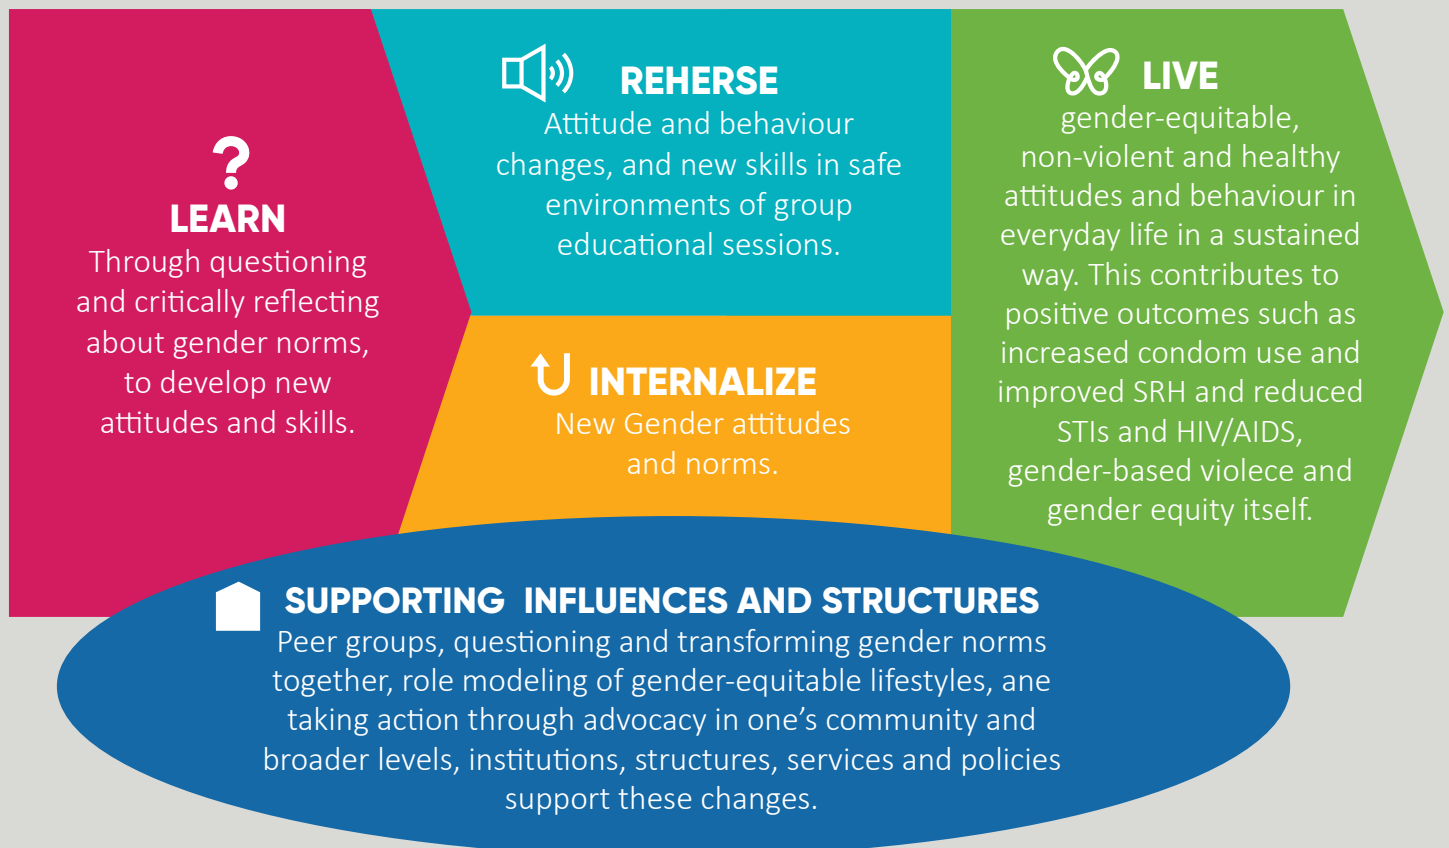 LEARN
Through questioning
and critically reflecting
about gender norms,
to develop new
attitudes and skills.
REHERSE
Attitude and behaviour
changes, and new skills in safe
environments of group
educational sessions.
INTERNALIZE
New Gender attitudes
and norms.
LIVE
gender-equitable,
non-violent and healthy
attitudes and behaviour in
everyday life in a sustained
way. This contributes to
positive outcomes such as
increased condom use and
improved SRH and reduced
STIs and HIV/AIDS,
gender-based violece and
gender equity itself.
SUPPORTING INFLUENCES AND STRUCTURES
Peer groups, questioning and transforming gender norms
together, role modeling of gender-equitable lifestyles, ane
taking action through advocacy in one’s community and
broader levels, institutions, structures, services and policies
support these changes.